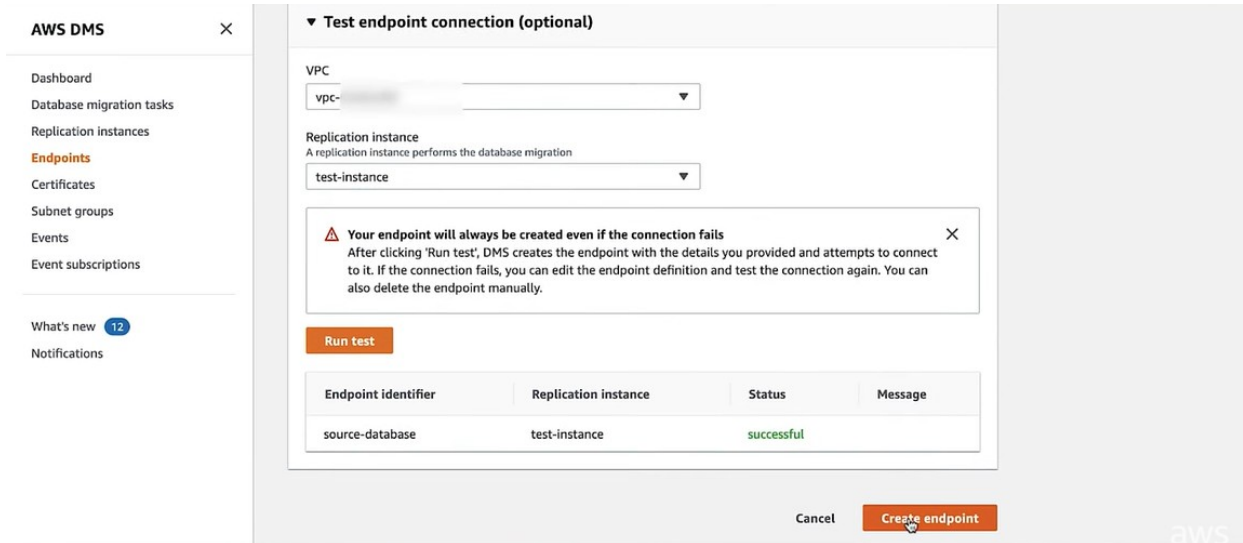 AWS DMS
Dashboard
Database migration tasks
Replication instances
Endpoints
Certificates
Subnet groups
Events
Event subscriptions
What's new 12
Notifications
Test endpoint connection (optional)
VPC
vpc-
Replication instance
A replication instance performs the database migration
test-instance
Your endpoint will always be created even if the connection fails
After clicking 'Run test', DMS creates the endpoint with the details you provided and attempts to connect
to it. If the connection fails, you can edit the endpoint definition and test the connection again. You can
also delete the endpoint manually.
Run test
Endpoint identifier Replication instance Status Message
source-database test-instance successful
Cancel Create endpoint
aws